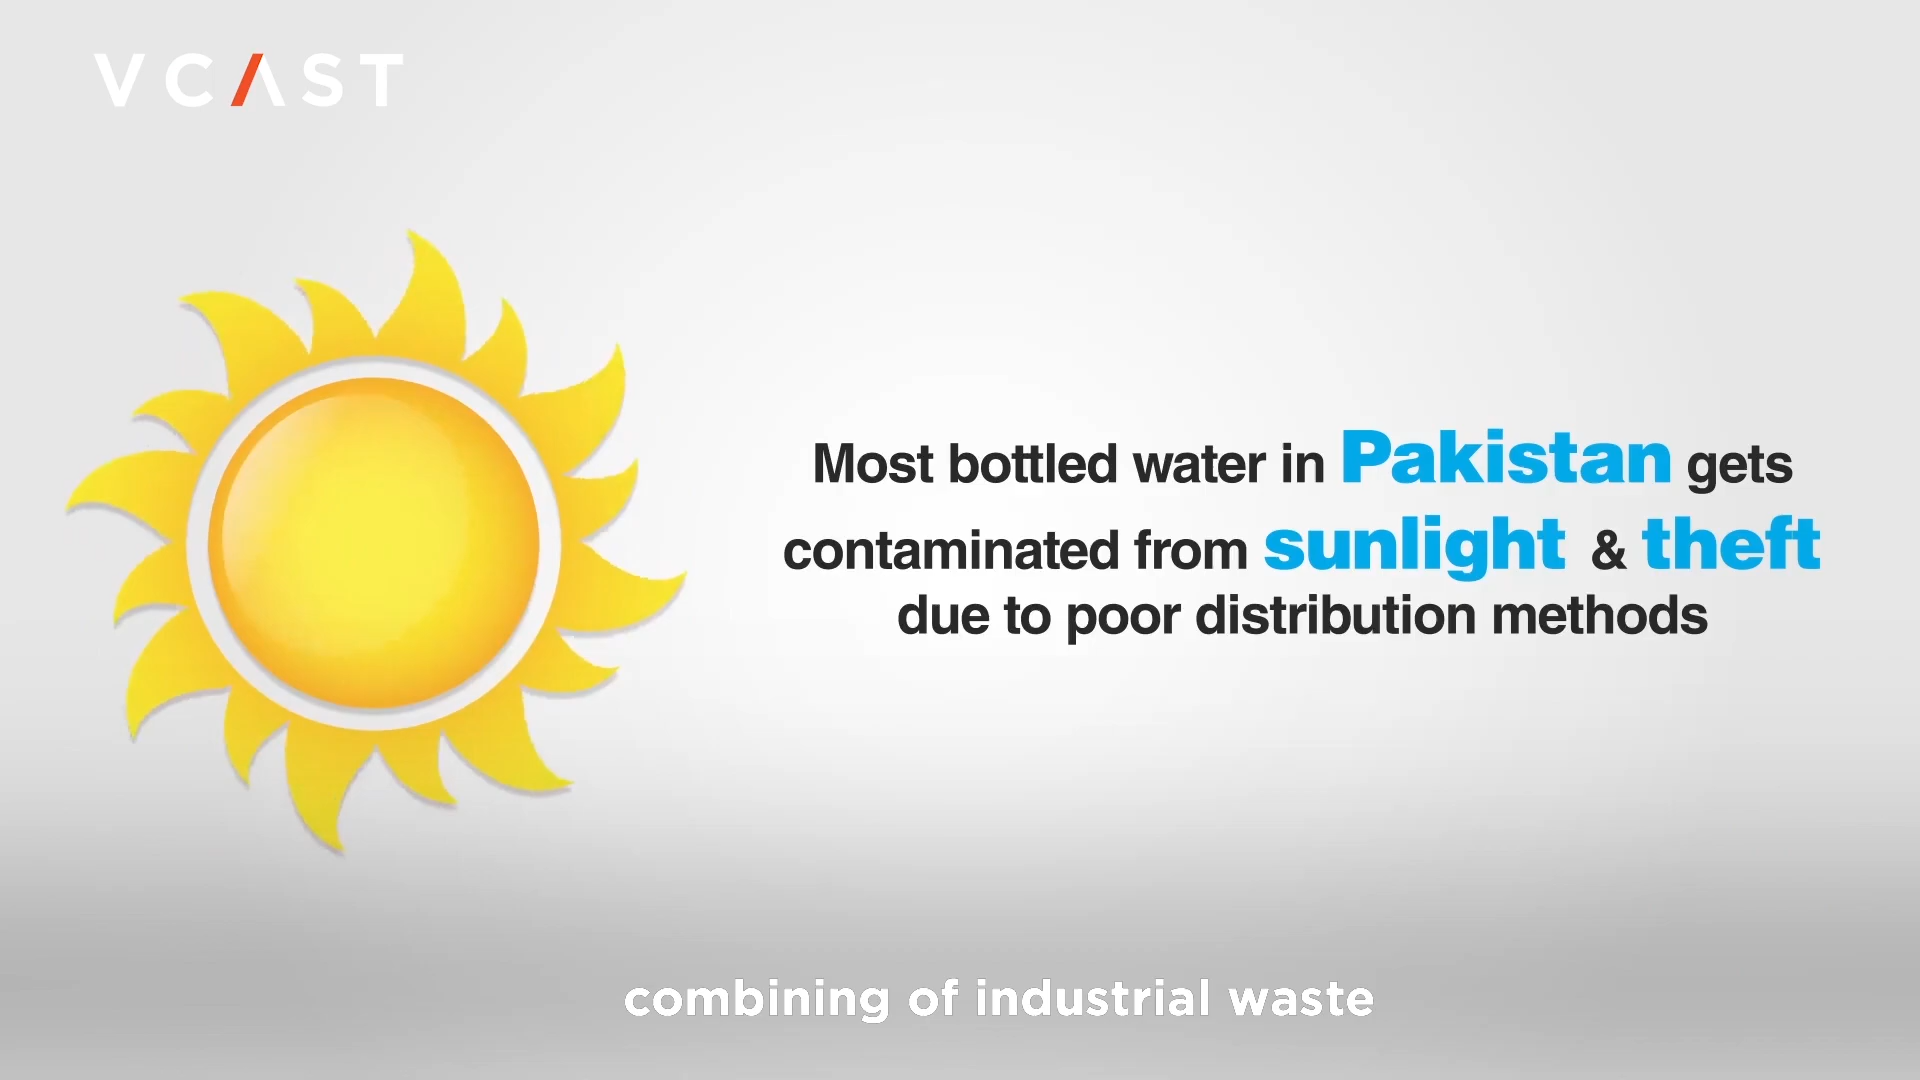 VCAST
Most bottled water in Pakistan gets
contaminated from sunlight & theft
due to poor distribution methods
combining of industrial waste